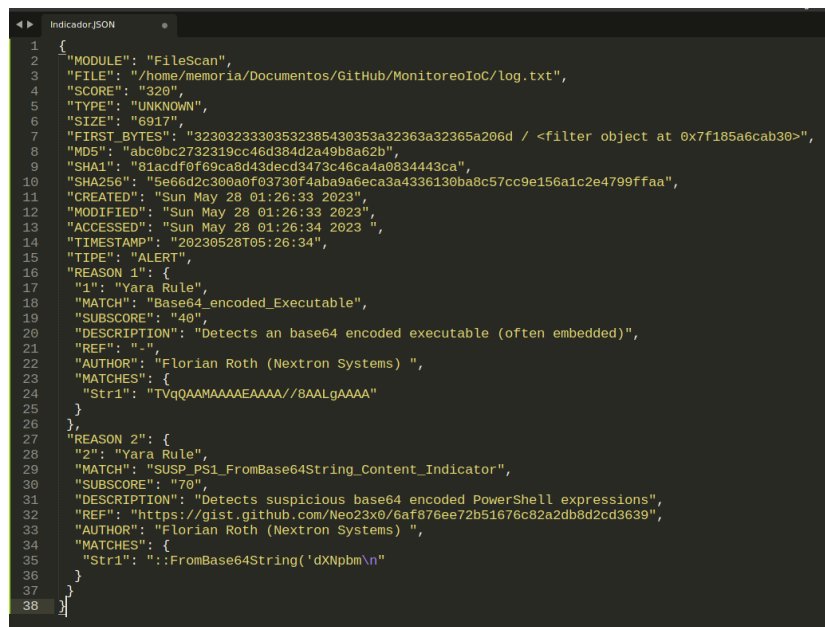 Indicador.JSON
1 {
2 "MODULE": "FileScan",
3 "FILE": "/home/memoria/Documentos/GitHub/MonitoreoIoC/log.txt",
4 "SCORE": "320",
5 "TYPE": "UNKNOWN",
6 "SIZE": "6917",
7 "FIRST_BYTES": "32303233303532385430353a32363a32365a206d / <filter object at 0x7f185a6cab30>",
8 "MD5": "abc0bc2732319cc46d384d2a49b8a62b",
9 "SHA1": "81acdf0f69ca8d43decd3473c46ca4a0834443ca",
10 "SHA256": "5e66d2c300a0f03730f4aba9a6eca3a4336130ba8c57cc9e156a1c2e4799ffaa",
11 "CREATED": "Sun May 28 01:26:33 2023",
12 "MODIFIED": "Sun May 28 01:26:33 2023",
13 "ACCESSED": "Sun May 28 01:26:34 2023 ",
14 "TIMESTAMP": "20230528T05:26:34",
15 "TIPE": "ALERT",
16 "REASON 1": {
17 "1": "Yara Rule",
18 "MATCH": "Base64_encoded_Executable",
19 "SUBSCORE": "40",
20 "DESCRIPTION": "Detects an base64 encoded executable (often embedded)",
21 "REF": "-",
22 "AUTHOR": "Florian Roth (Nextron Systems) ",
23 "MATCHES": {
24 "Str1": "TVqQAAMAAAAEAAAA//8AALgAAAA"
25 }
26 },
27 "REASON 2": {
28 "2": "Yara Rule",
29 "MATCH": "SUSP_PS1_FromBase64String_Content_Indicator",
30 "SUBSCORE": "70",
31 "DESCRIPTION": "Detects suspicious base64 encoded PowerShell expressions",
32 "REF": "https://gist.github.com/Neo23x0/6af876ee72b51676c82a2db8d2cd3639",
33 "AUTHOR": "Florian Roth (Nextron Systems) ",
34 "MATCHES": {
35 "Str1": "::FromBase64String('dXNpbm\n"
36 }
37 }
38 }